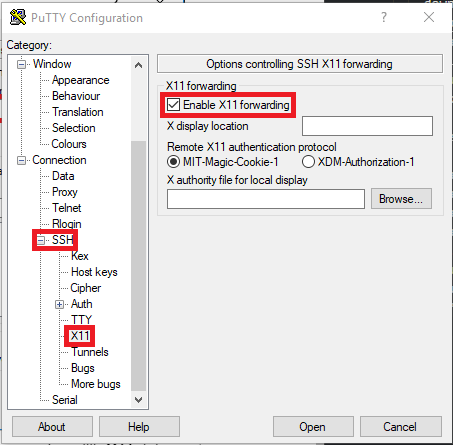 PuTTY Configuration
Category:
Window
Appearance
Behaviour
Translation
Selection
Colours
Connection
Data
Proxy
Telnet
Rlogin
SSH
Kex
Host keys
Cipher
Auth
TTY
X11
Tunnels
Bugs
More bugs
Serial
Options controlling SSH X11 forwarding
X11 forwarding
Enable X11 forwarding
X display location
Remote X11 authentication protocol
MIT-Magic-Cookie-1 XDM-Authorization-1
X authority file for local display
Browse...
About Help Open Cancel